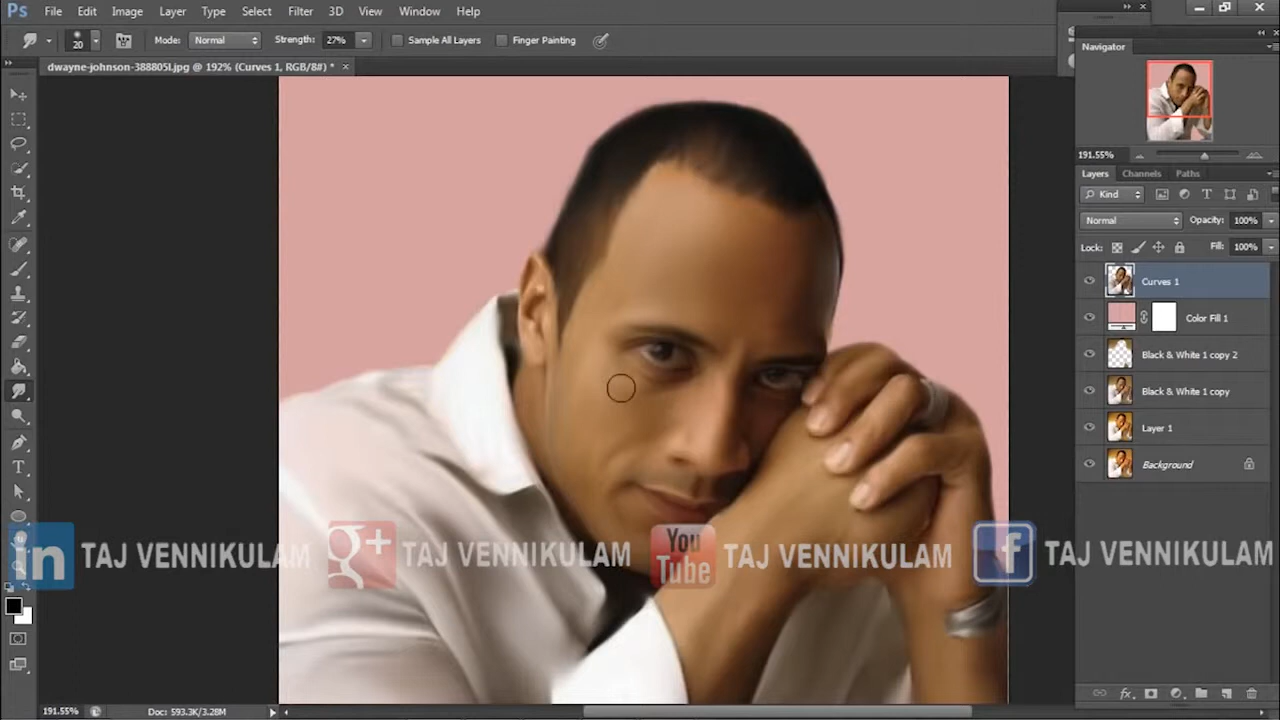 Ps File Edit Image Layer Type Select Filter 3D View Window Help
20 Mode: Normal Strength: 27% Sample All Layers Finger Painting
dwayne-johnson-388805l.jpg @ 192% (Curves 1, RGB/8#) *
Navigator
191.55%
Layers Channels Paths
Kind
Normal Opacity: 100%
Lock: Fill: 100%
Curves 1
Color Fill 1
Black & White 1 copy 2
Black & White 1 copy
Layer 1
Background
in TAJ VENNIKULAM g+ TAJ VENNIKULAM You Tube TAJ VENNIKULAM f TAJ VENNIKULAM
191.55% Doc: 593.3K/3.28M